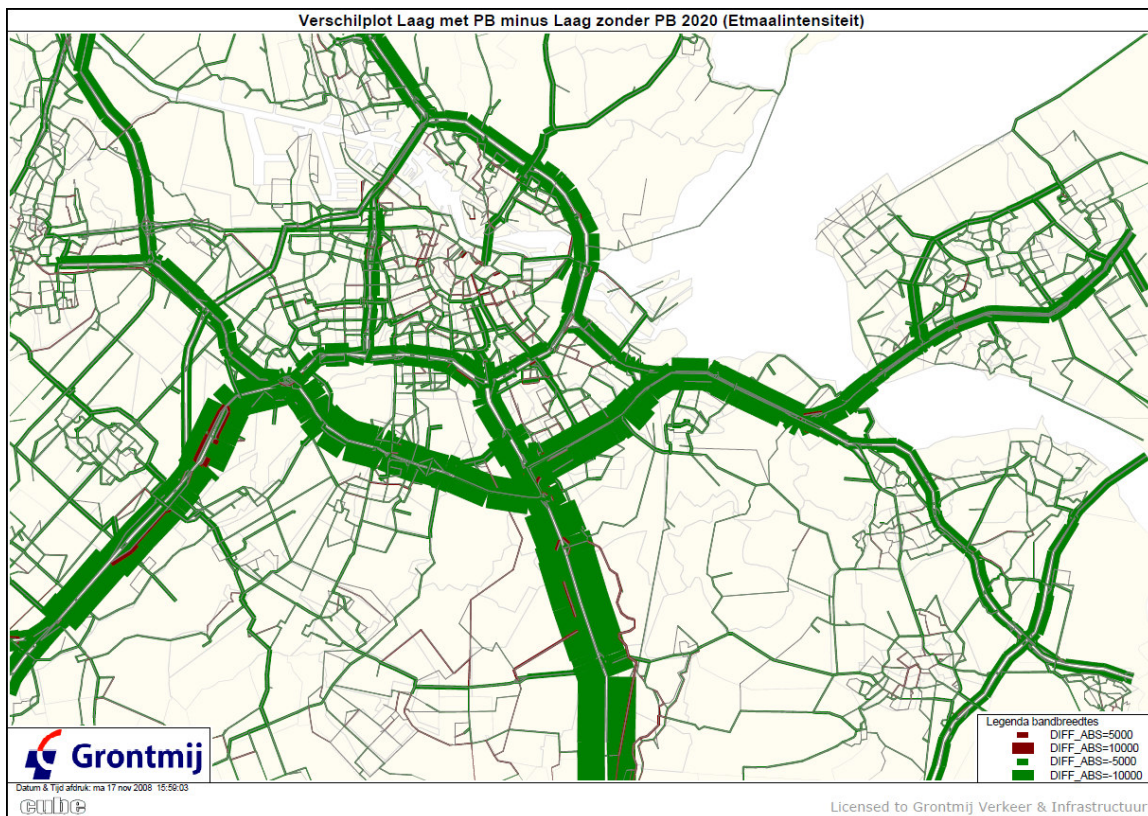 Verschilplot Laag met PB minus Laag zonder PB 2020 (Etmaalintensiteit)
Legenda bandbreedtes
DIFF_ABS=5000
DIFF_ABS=10000
DIFF_ABS=-5000
DIFF_ABS=-10000
Grontmij
Datum & Tijd afdruk: ma 17 nov 2008 15:59:03
cube
Licensed to Grontmij Verkeer & Infrastructuur